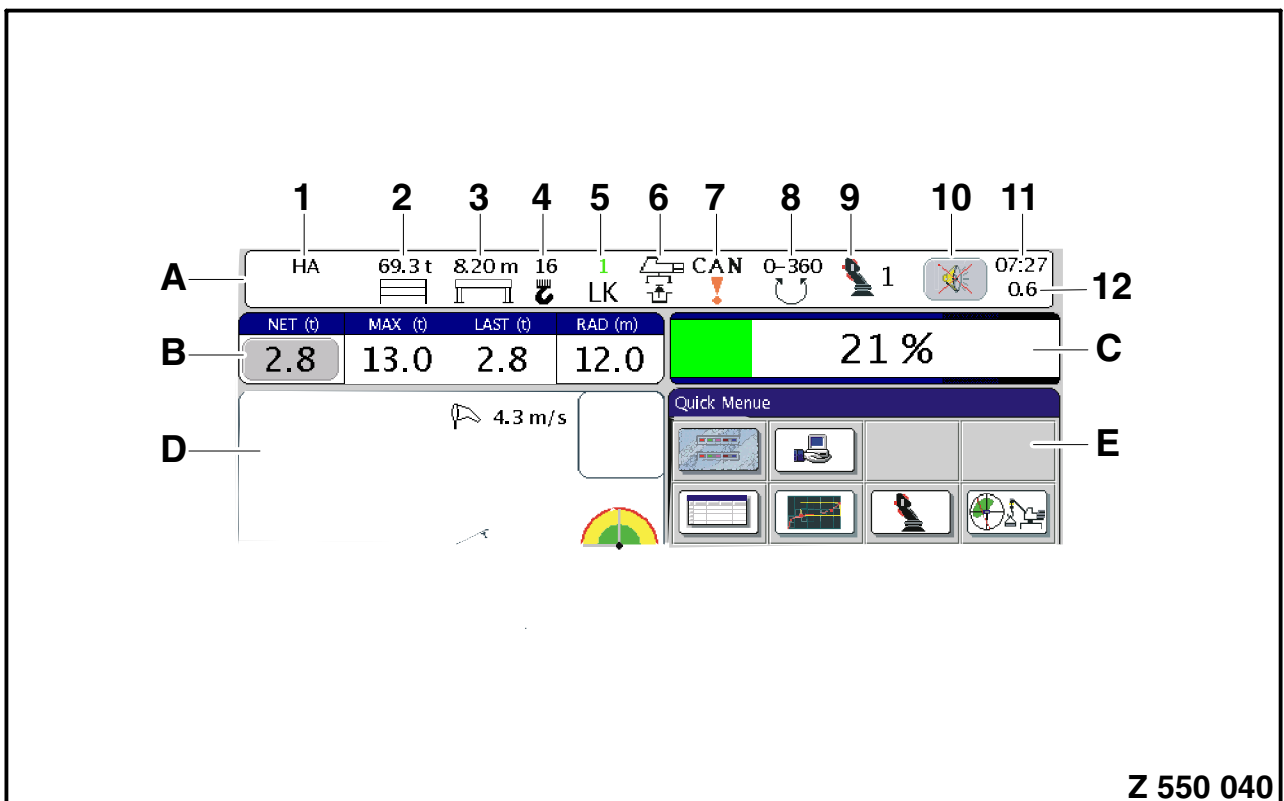 1 2 3 4 5 6 7 8 9 10 11
A
HA 69.3 t 8.20 m 16 1 CAN 0-360 1 07:27
LK 0.6 12
NET (t) MAX (t) LAST (t) RAD (m)
B 2.8 13.0 2.8 12.0 21 % C
Quick Menue
D 4.3 m/s E
Z 550 040